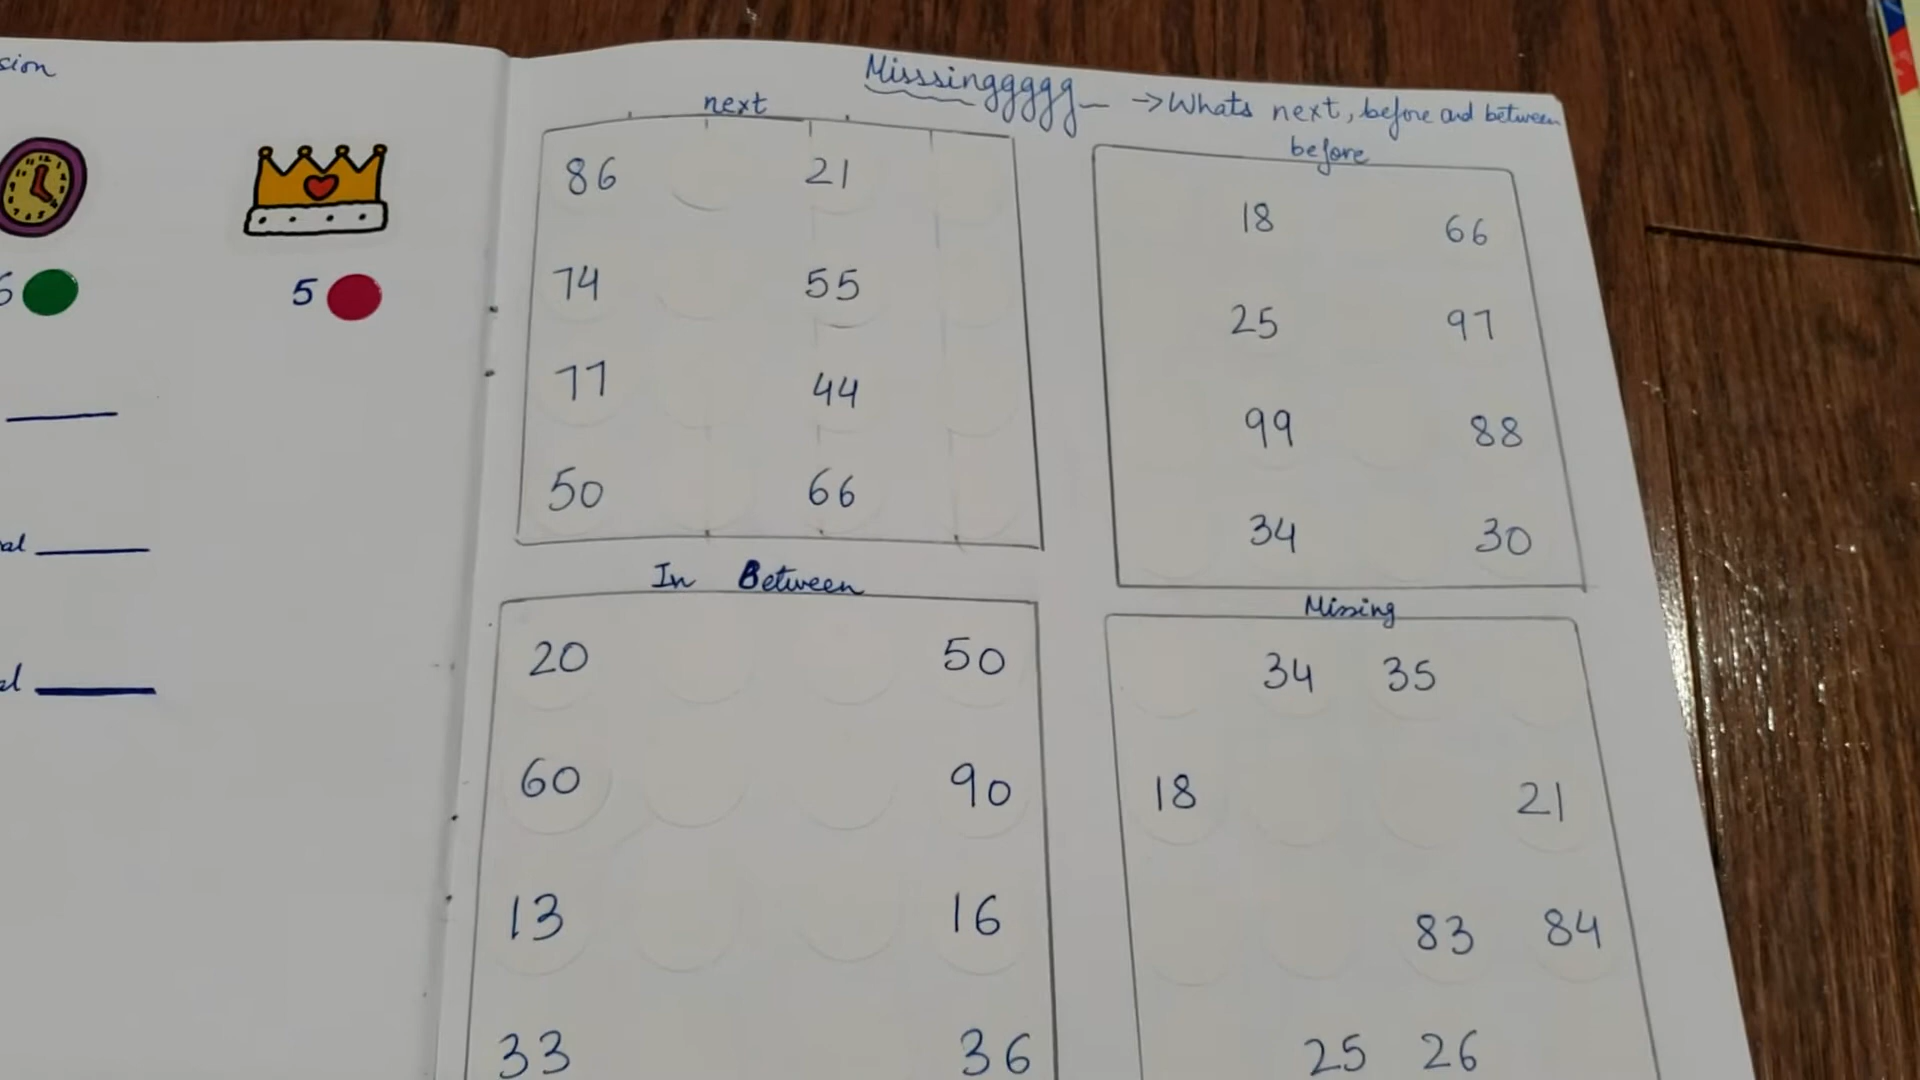 sion
5
al
Misssinggggg → Whats next, before and between
next
86 21
74 55
77 44
50 66
before
18 66
25 97
99 88
34 30
In Between
20 50
60 90
13 16
33 36
Missing
34 35
18 21
83 84
25 26